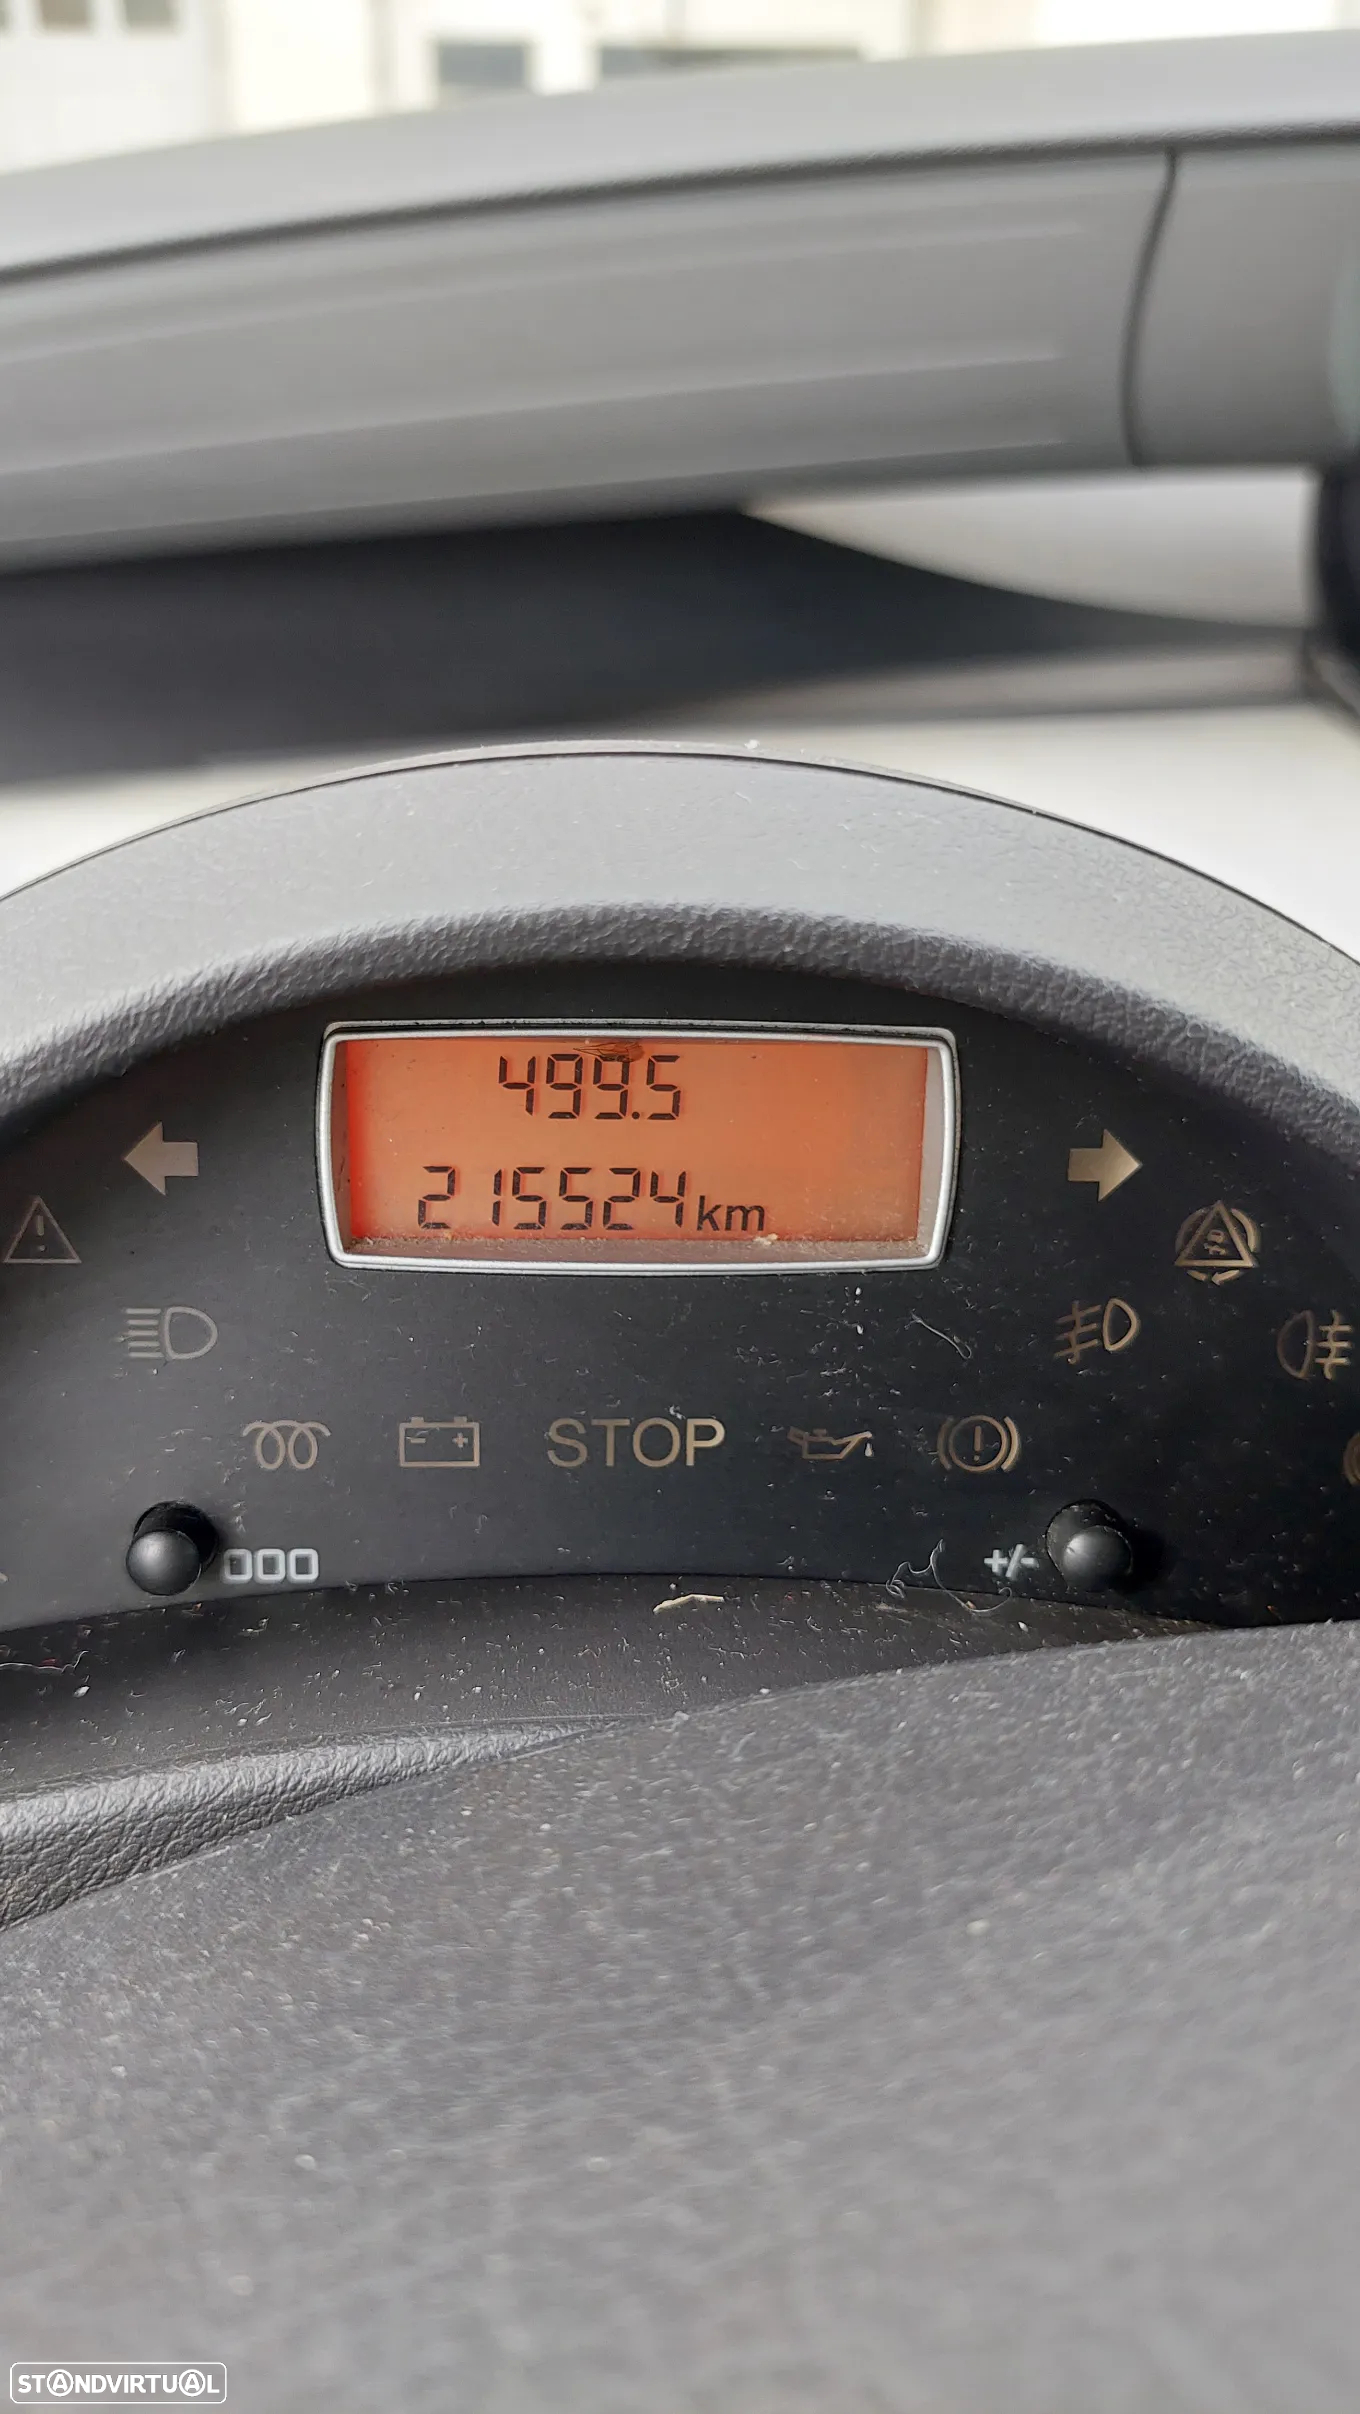 499.5
215524 km
STOP
000
+/-
STANDVIRTUAL